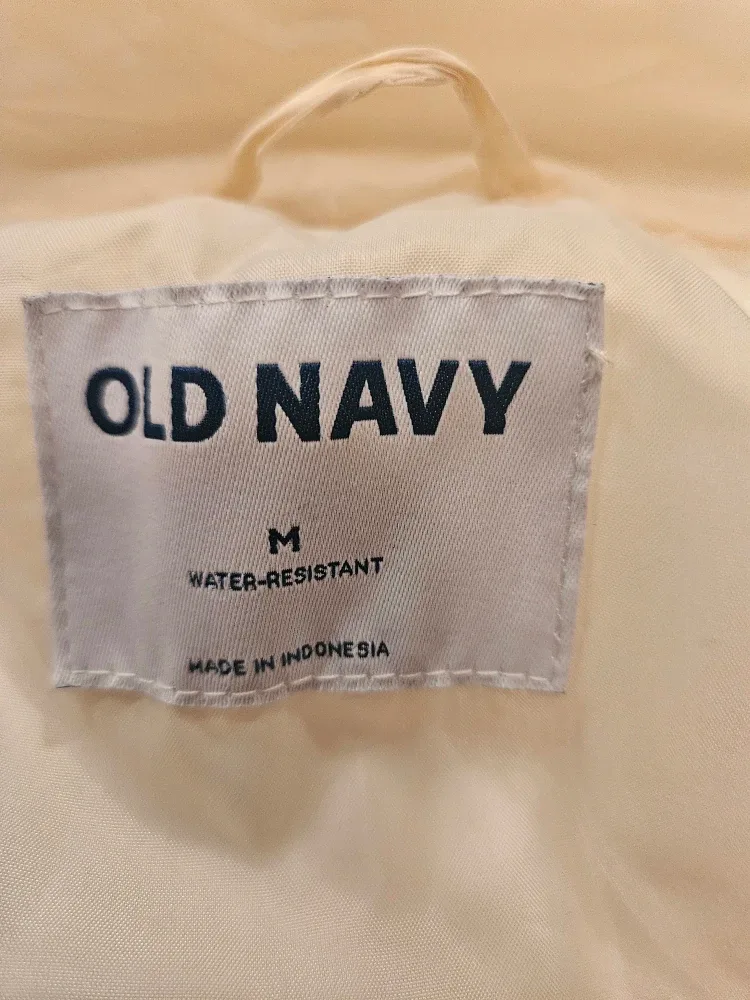 OLD NAVY
M
WATER-RESISTANT
MADE IN INDONESIA